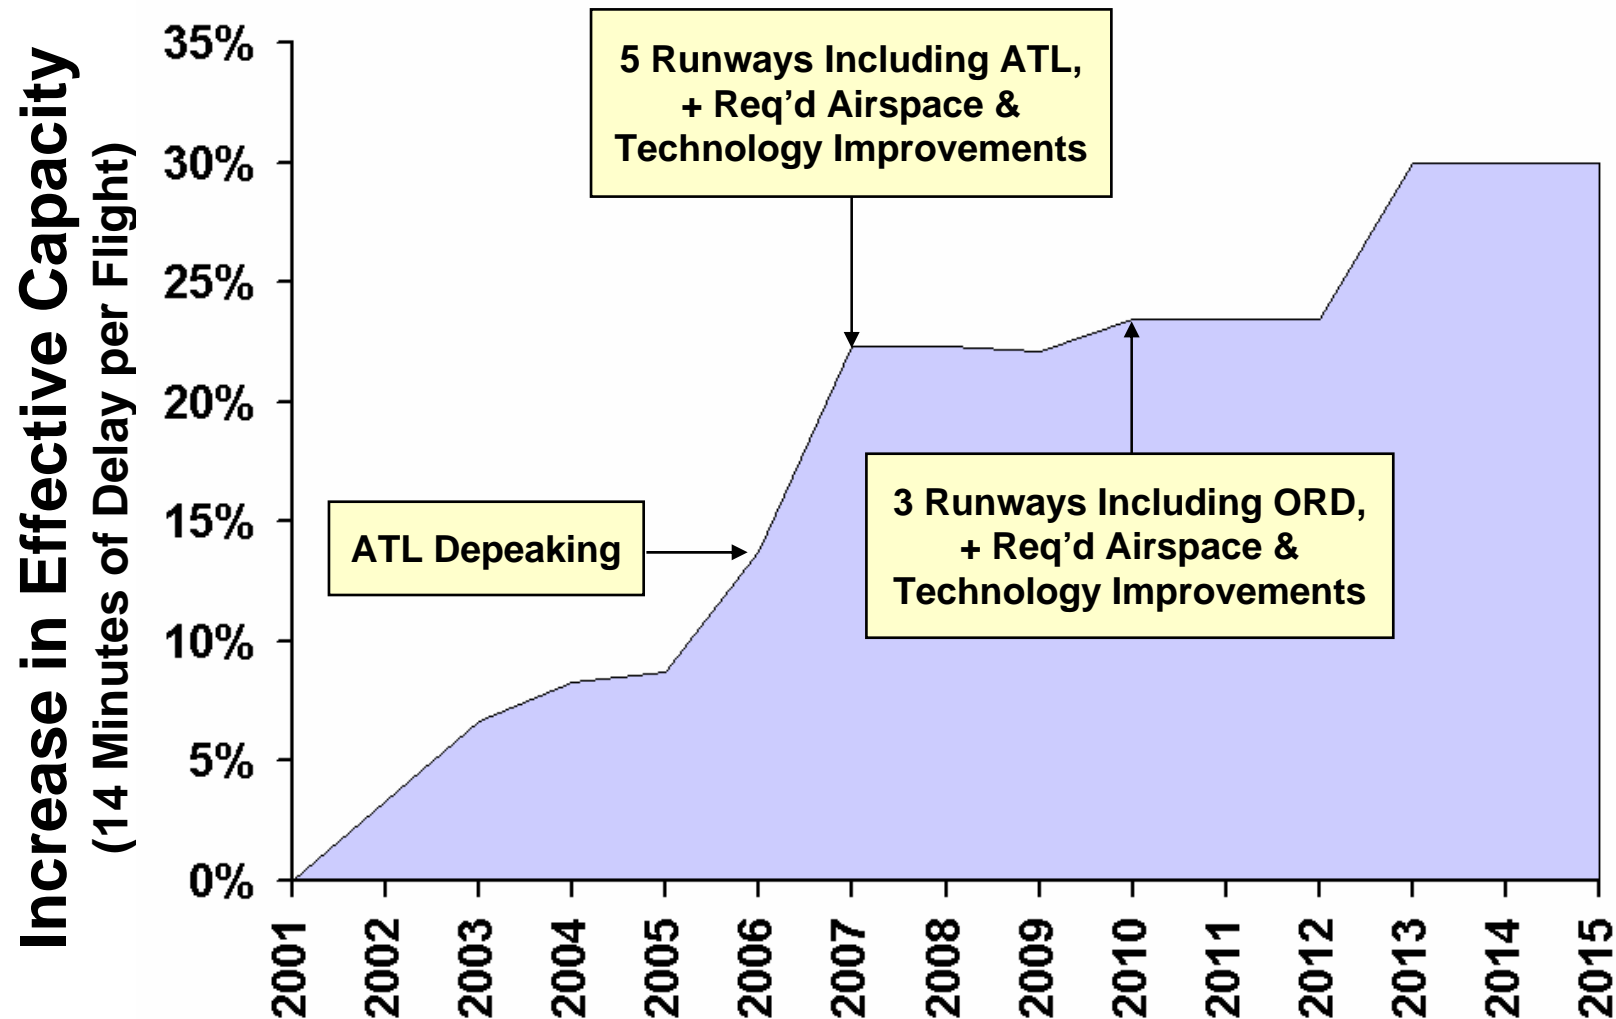 Increase in Effective Capacity
(14 Minutes of Delay per Flight)
35%
30%
25%
20%
15%
10%
5%
0%
5 Runways Including ATL,
+ Req’d Airspace &
Technology Improvements
ATL Depeaking
3 Runways Including ORD,
+ Req’d Airspace &
Technology Improvements
2001
2002
2003
2004
2005
2006
2007
2008
2009
2010
2011
2012
2013
2014
2015